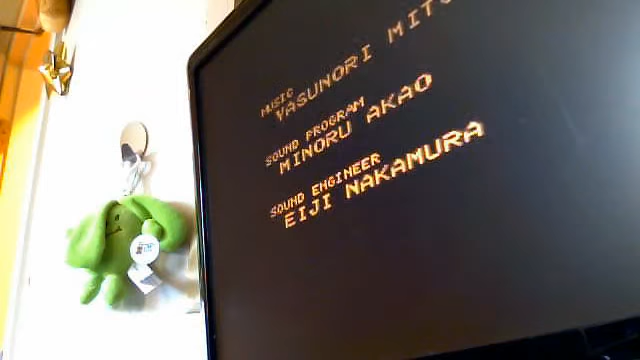 MUSIC
YASUNORI
SOUND PROGRAM
MINORU AKAO
SOUND ENGINEER
EIJI NAKAMURA